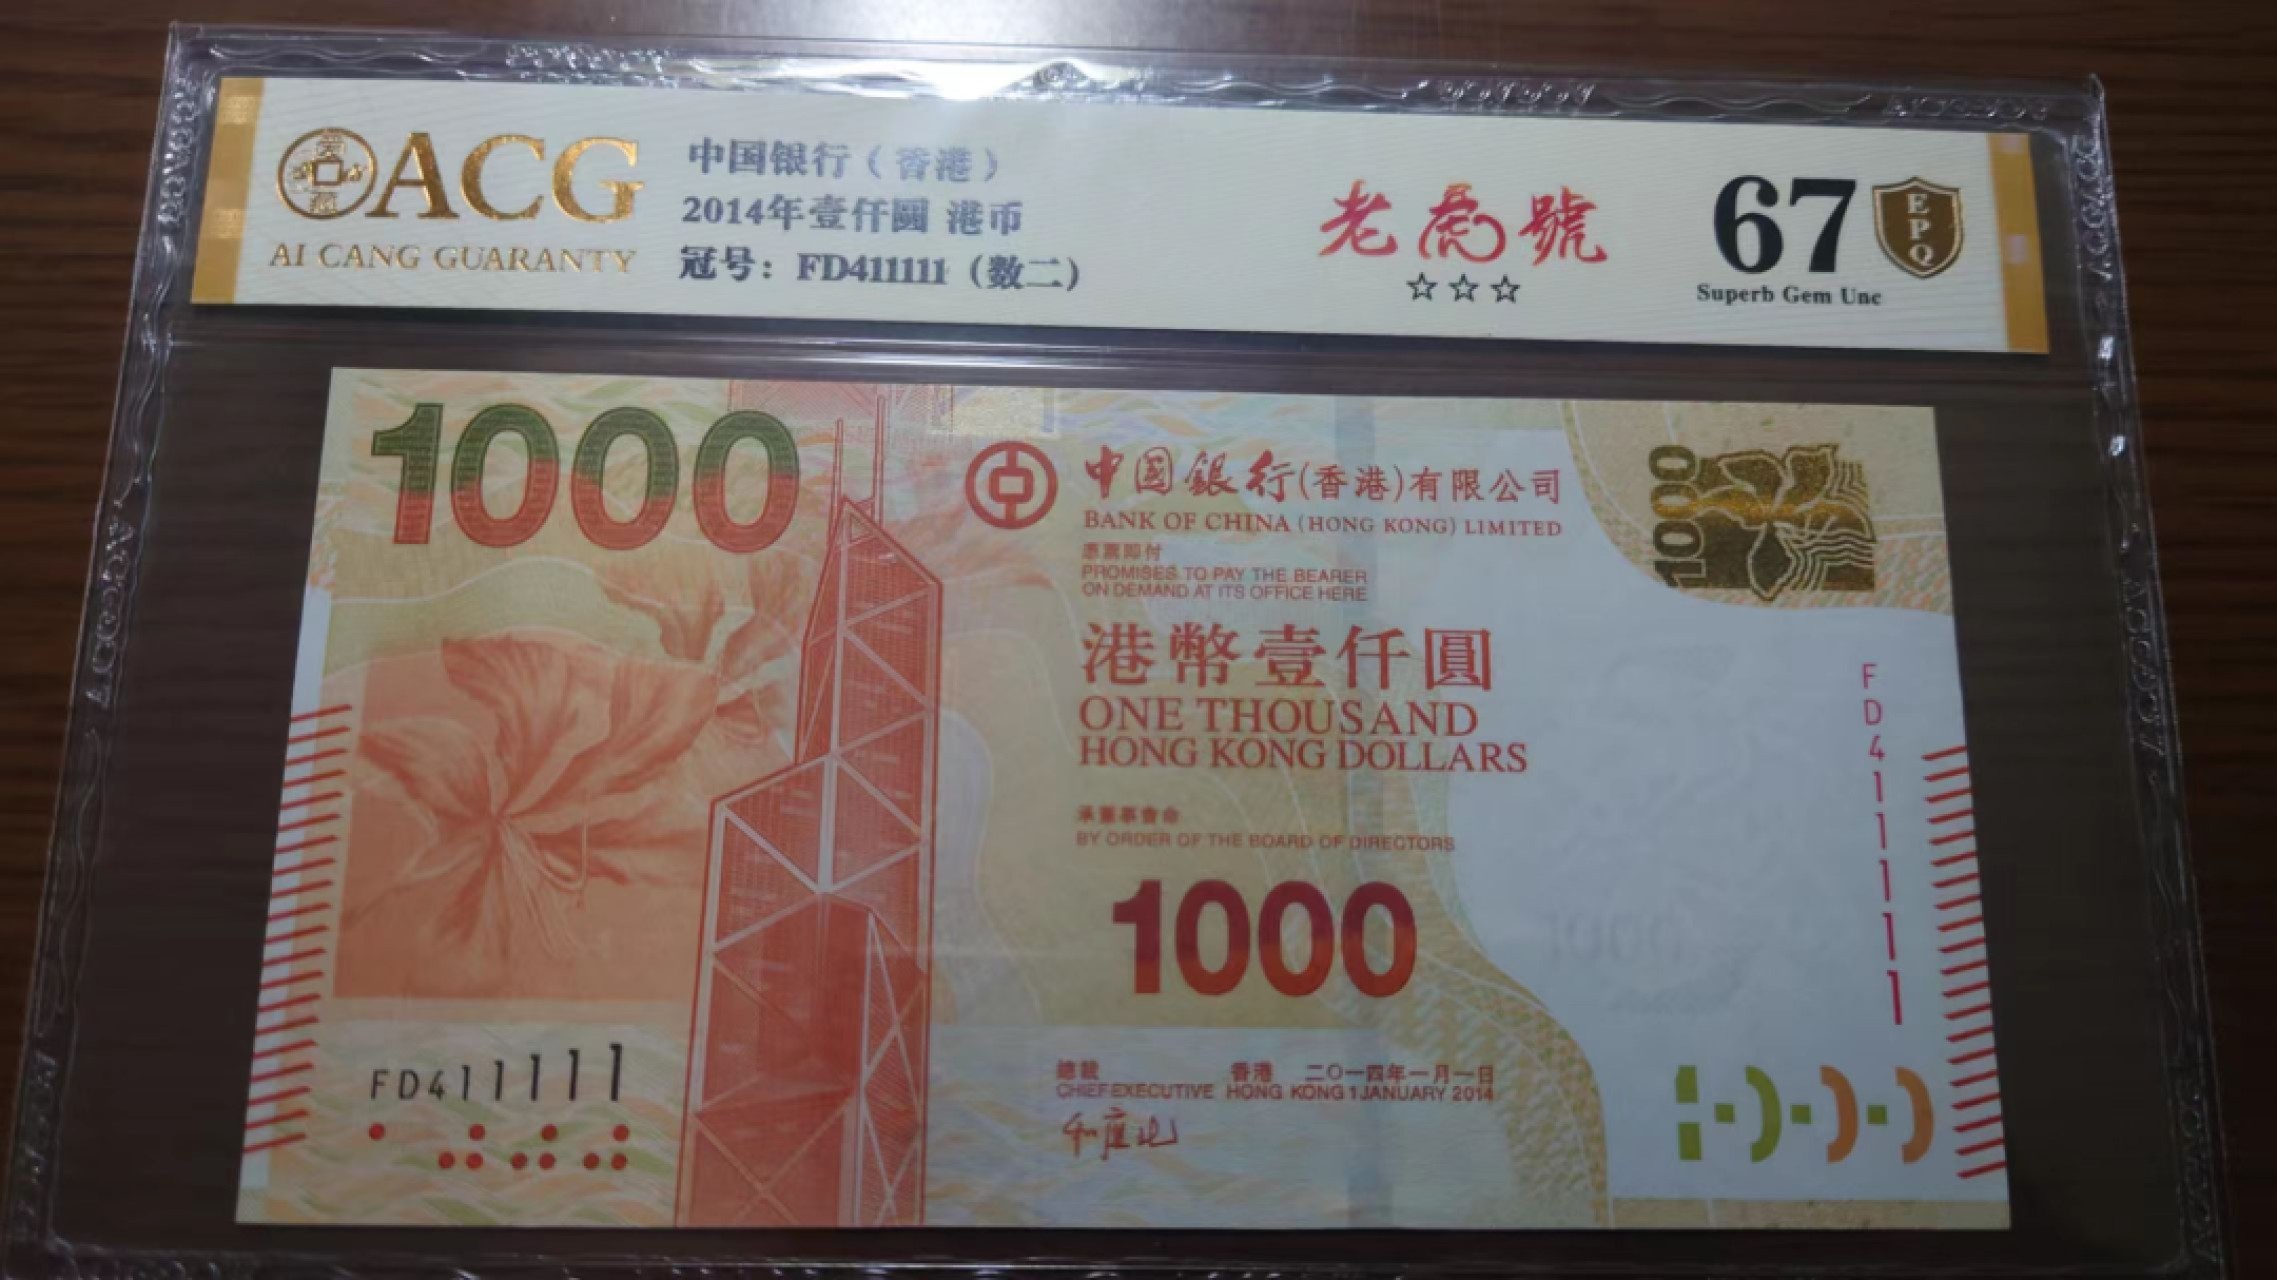 ACG
AI CANG GUARANTY
中国银行（香港）
2014年壹仟圆 港币
冠号：FD411111（数二）
老虎號
☆☆☆
67
EPQ
Superb Gem Unc
1000
中國銀行(香港)有限公司
BANK OF CHINA (HONG KONG) LIMITED
憑票即付
PROMISES TO PAY THE BEARER
ON DEMAND AT ITS OFFICE HERE
港幣壹仟圓
ONE THOUSAND
HONG KONG DOLLARS
承董事會命
BY ORDER OF THE BOARD OF DIRECTORS
1000
總裁 香港 二〇一四年一月一日
CHIEF EXECUTIVE HONG KONG 1 JANUARY 2014
FD411111
1000
FD411111
1000